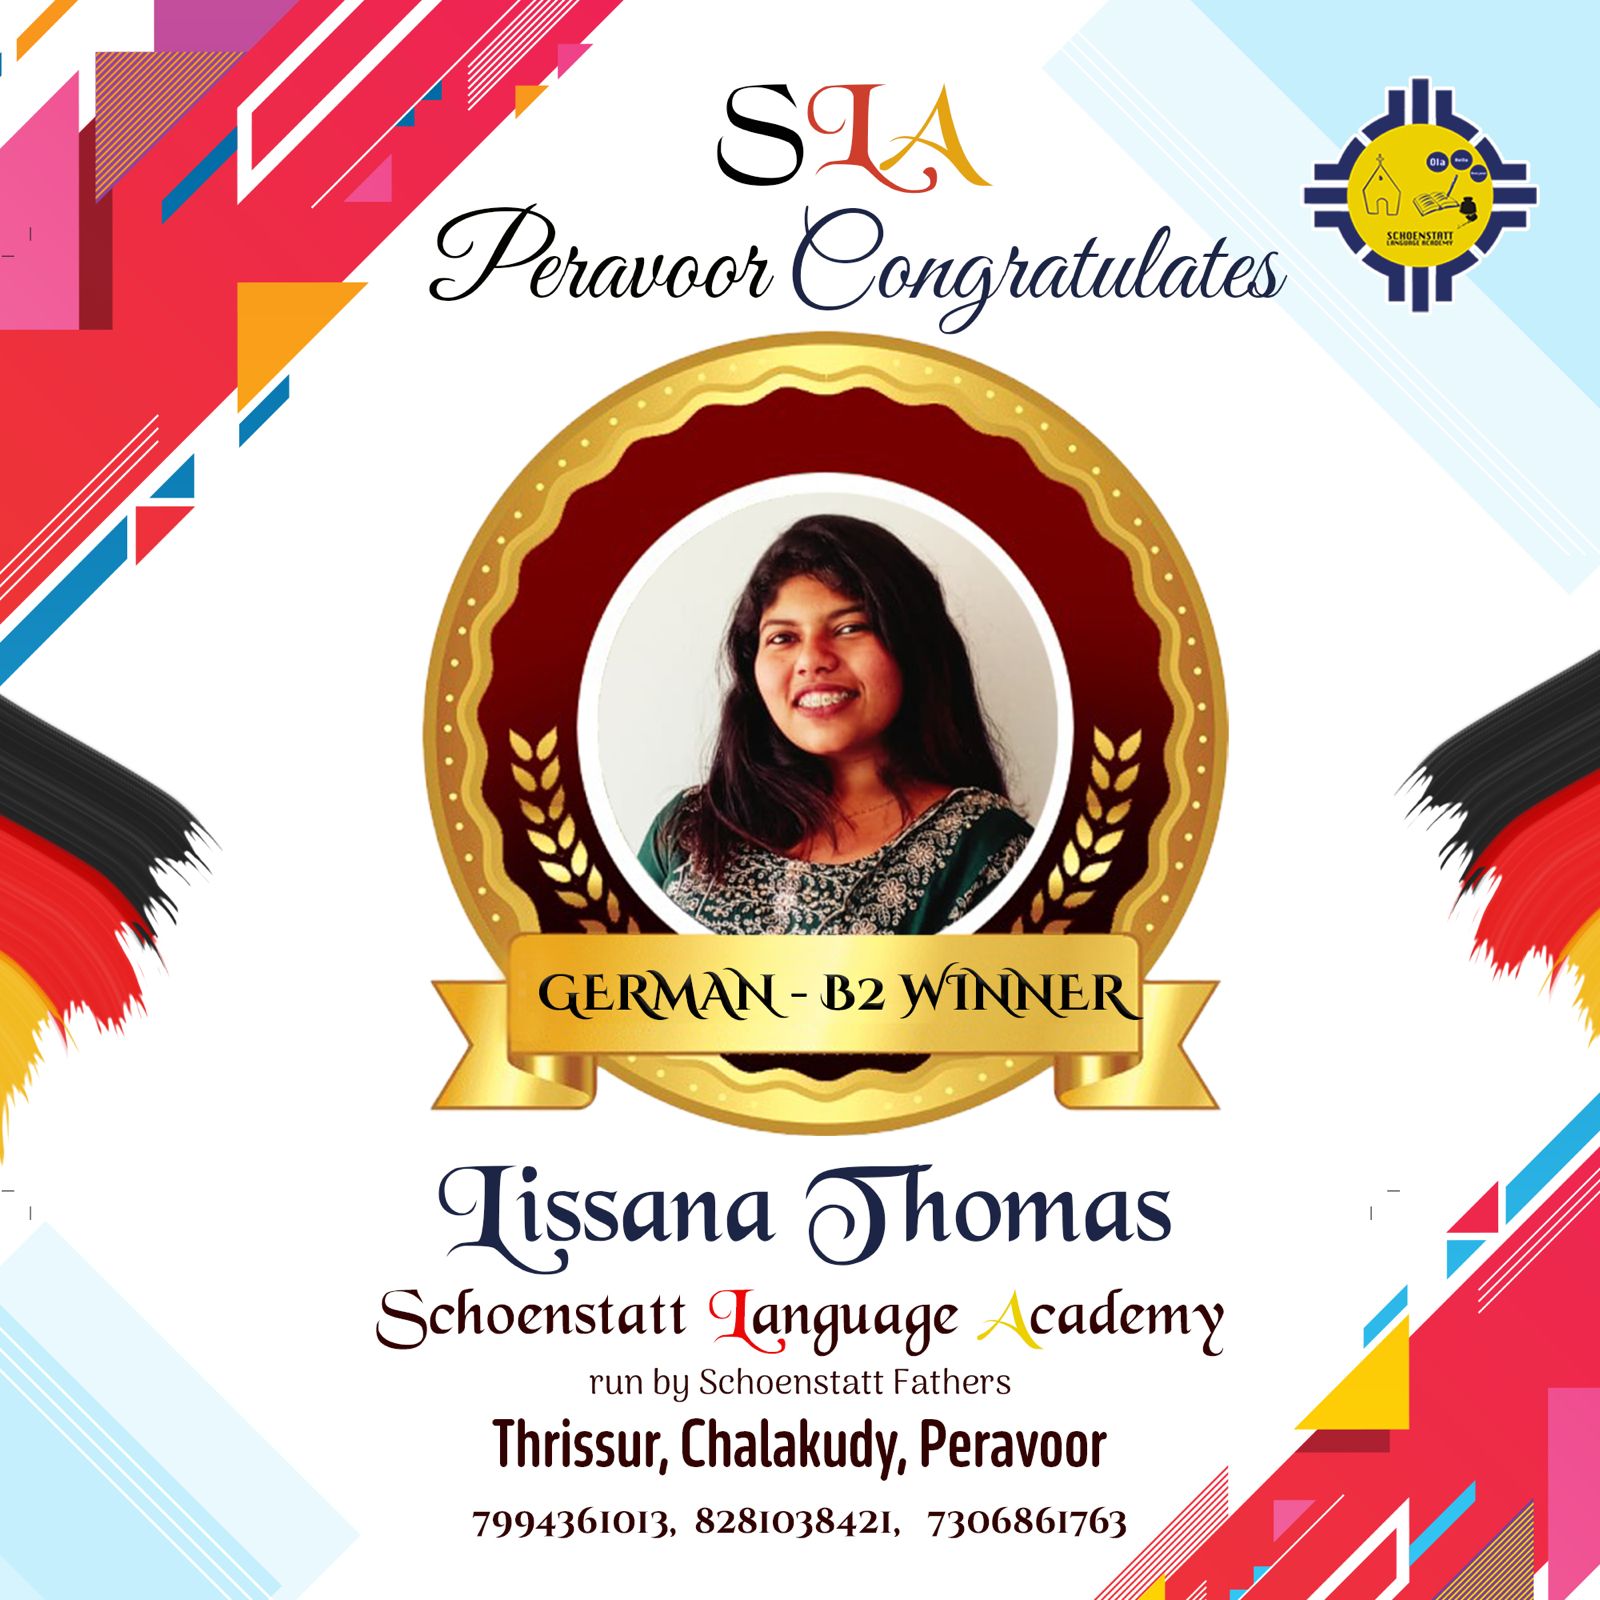 SLA
Peravoor Congratulates
Ola
Hello
SCHOENSTATT
LANGUAGE ACADEMY
GERMAN - B2 WINNER
Lissana Thomas
Schoenstatt Language Academy
run by Schoenstatt Fathers
Thrissur, Chalakudy, Peravoor
7994361013, 8281038421, 7306861763